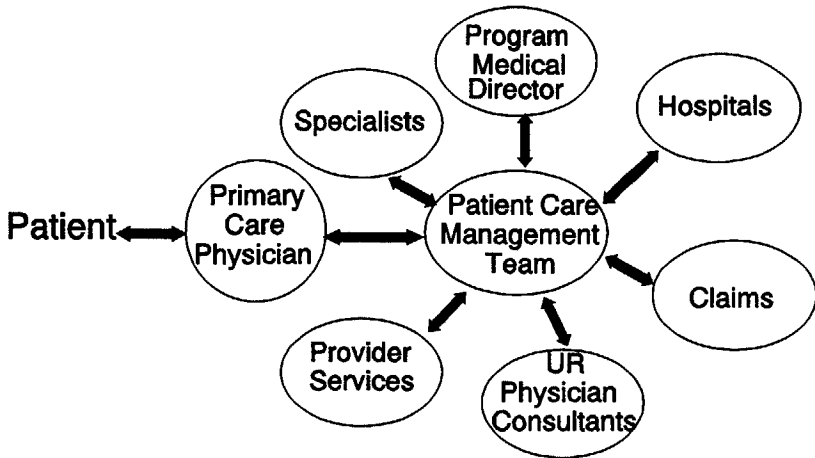 Program
Medical
Director
Specialists
Hospitals
Patient
Primary
Care
Physician
Patient Care
Management
Team
Claims
Provider
Services
UR
Physician
Consultants